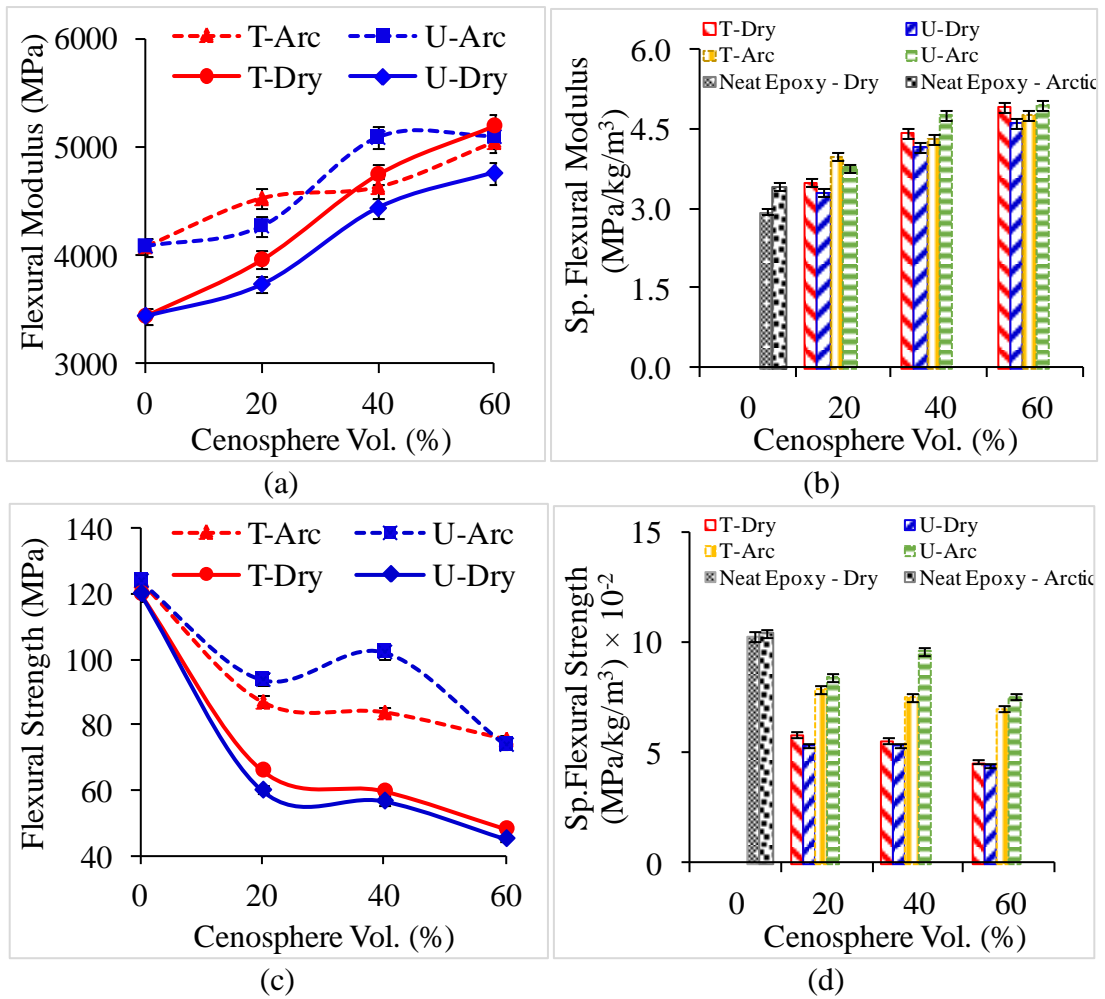 (a)
T-Arc
U-Arc
T-Dry
U-Dry
Flexural Modulus (MPa)
6000
5000
4000
3000
0 20 40 60
Cenosphere Vol. (%)
(b)
T-Dry
U-Dry
T-Arc
U-Arc
Neat Epoxy - Dry
Neat Epoxy - Arctic
Sp. Flexural Modulus
(MPa/kg/m³)
6.0
4.5
3.0
1.5
0.0
0 20 40 60
Cenosphere Vol. (%)
(a)
(b)
(c)
T-Arc
U-Arc
T-Dry
U-Dry
Flexural Strength (MPa)
140
120
100
80
60
40
0 20 40 60
Cenosphere Vol. (%)
(d)
T-Dry
U-Dry
T-Arc
U-Arc
Neat Epoxy - Dry
Neat Epoxy - Arctic
Sp.Flexural Strength
(MPa/kg/m³) × 10⁻²
15
10
5
0
0 20 40 60
Cenosphere Vol. (%)
(c)
(d)